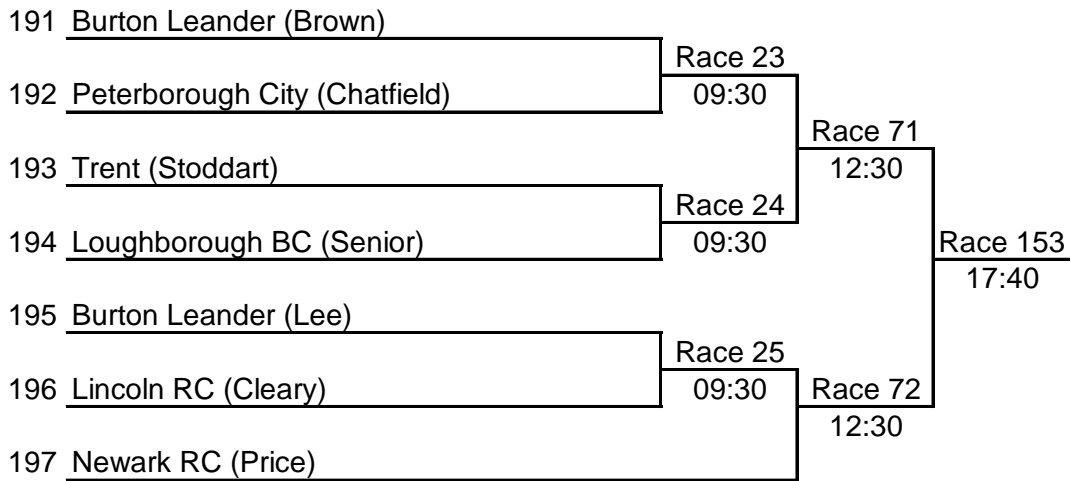 191 Burton Leander (Brown)
Race 23
192 Peterborough City (Chatfield)
09:30
Race 71
193 Trent (Stoddart)
12:30
Race 24
194 Loughborough BC (Senior)
09:30
Race 153
17:40
195 Burton Leander (Lee)
Race 25
196 Lincoln RC (Cleary)
09:30
Race 72
12:30
197 Newark RC (Price)